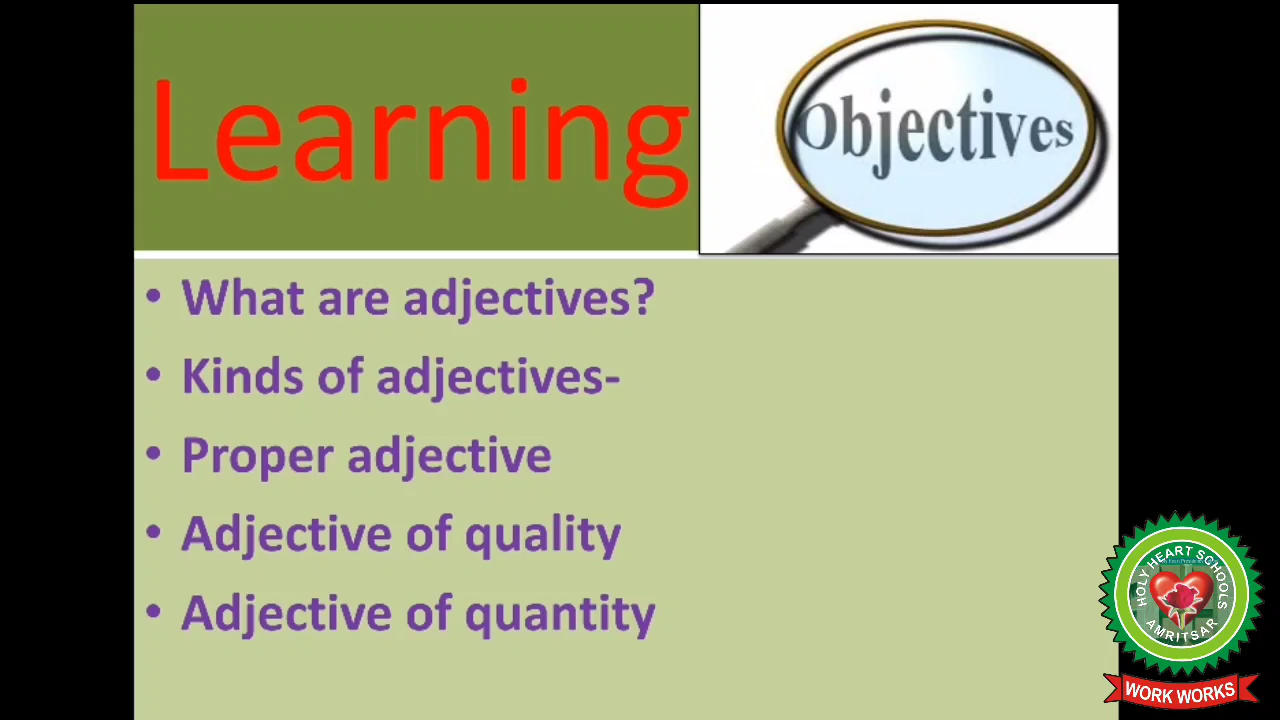 Learning
Objectives
• What are adjectives?
• Kinds of adjectives-
• Proper adjective
• Adjective of quality
• Adjective of quantity
HOLY HEART SCHOOLS
AMRITSAR
WORK WORKS